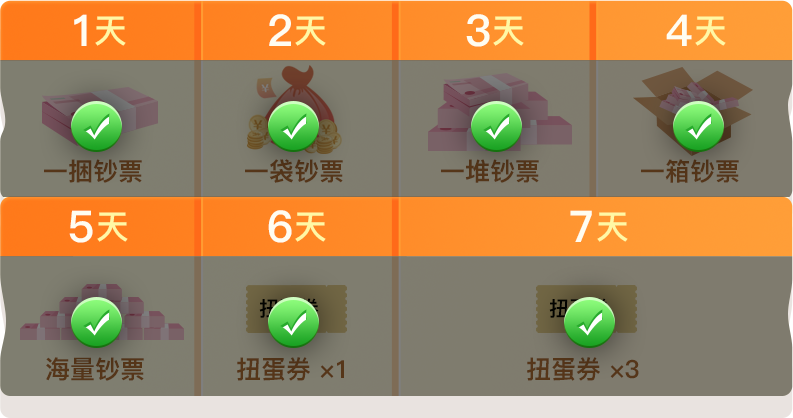 1天
2天
3天
4天
一捆钞票
一袋钞票
一堆钞票
一箱钞票
5天
6天
7天
海量钞票
扭蛋券 ×1
扭蛋券 ×3